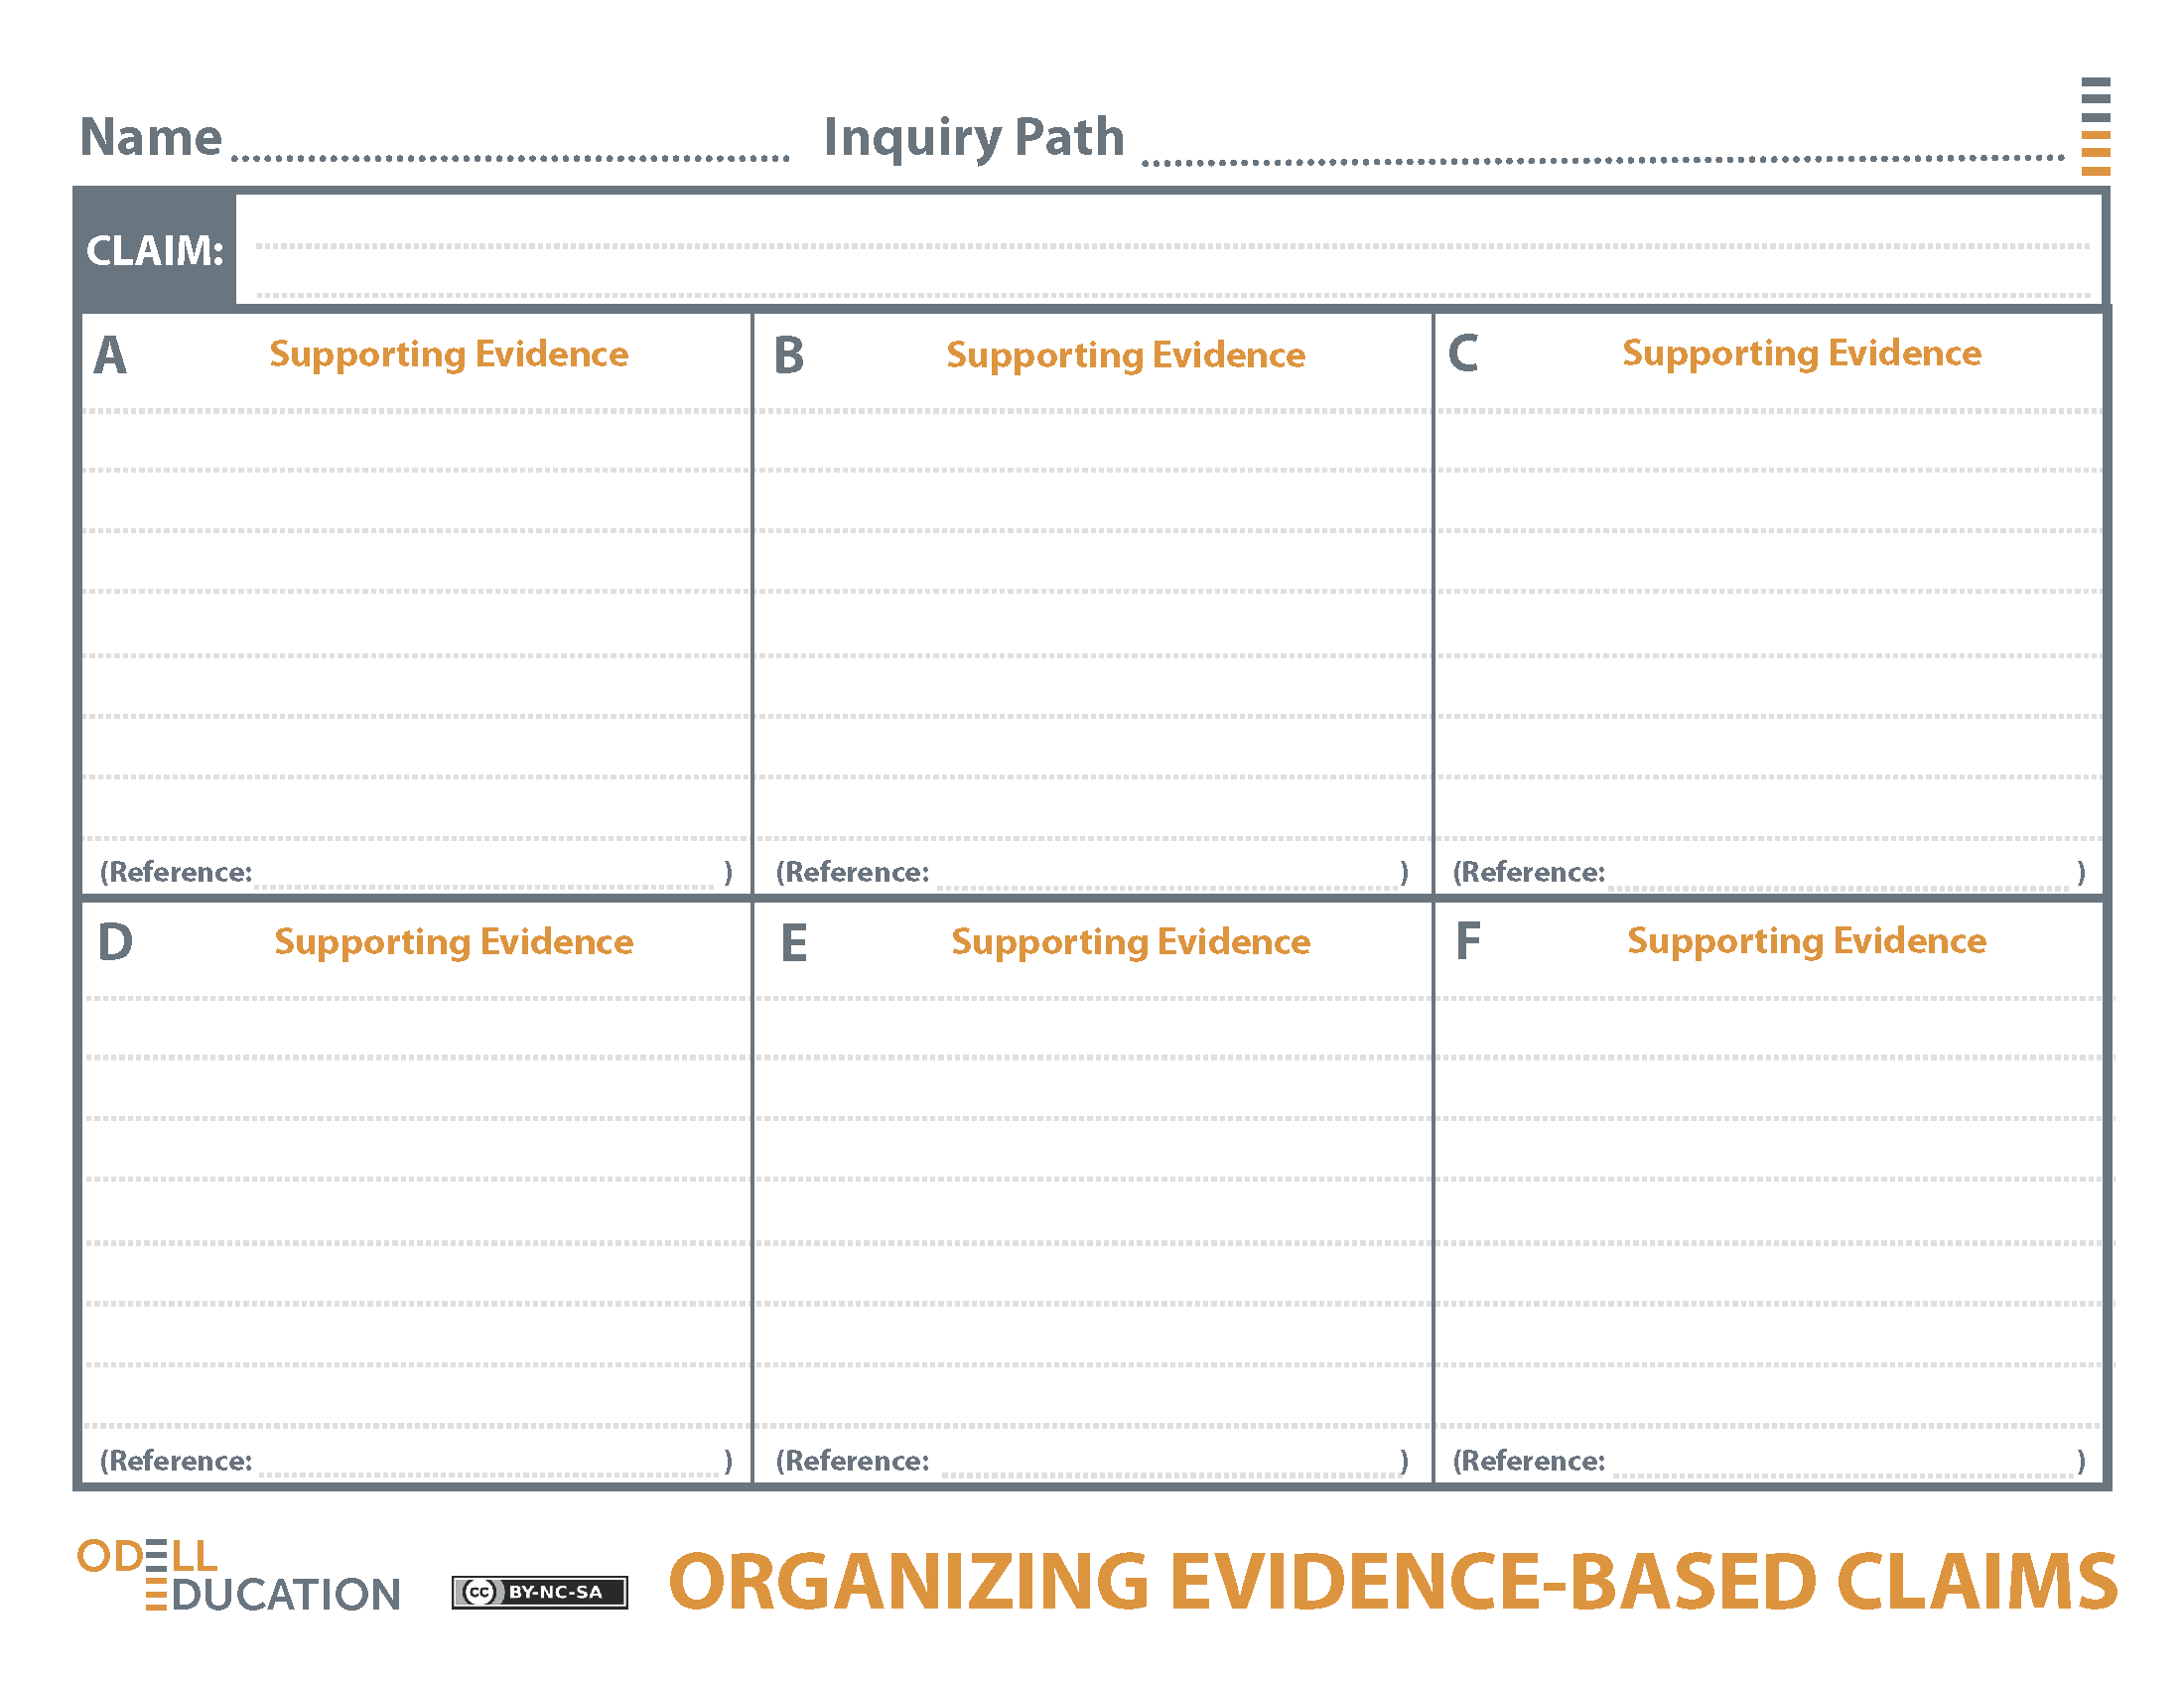 Name Inquiry Path
CLAIM:
A Supporting Evidence
B Supporting Evidence
C Supporting Evidence
(Reference: )
(Reference: )
(Reference: )
D Supporting Evidence
E Supporting Evidence
F Supporting Evidence
(Reference: )
(Reference: )
(Reference: )
ODELL
EDUCATION
cc BY-NC-SA
ORGANIZING EVIDENCE-BASED CLAIMS